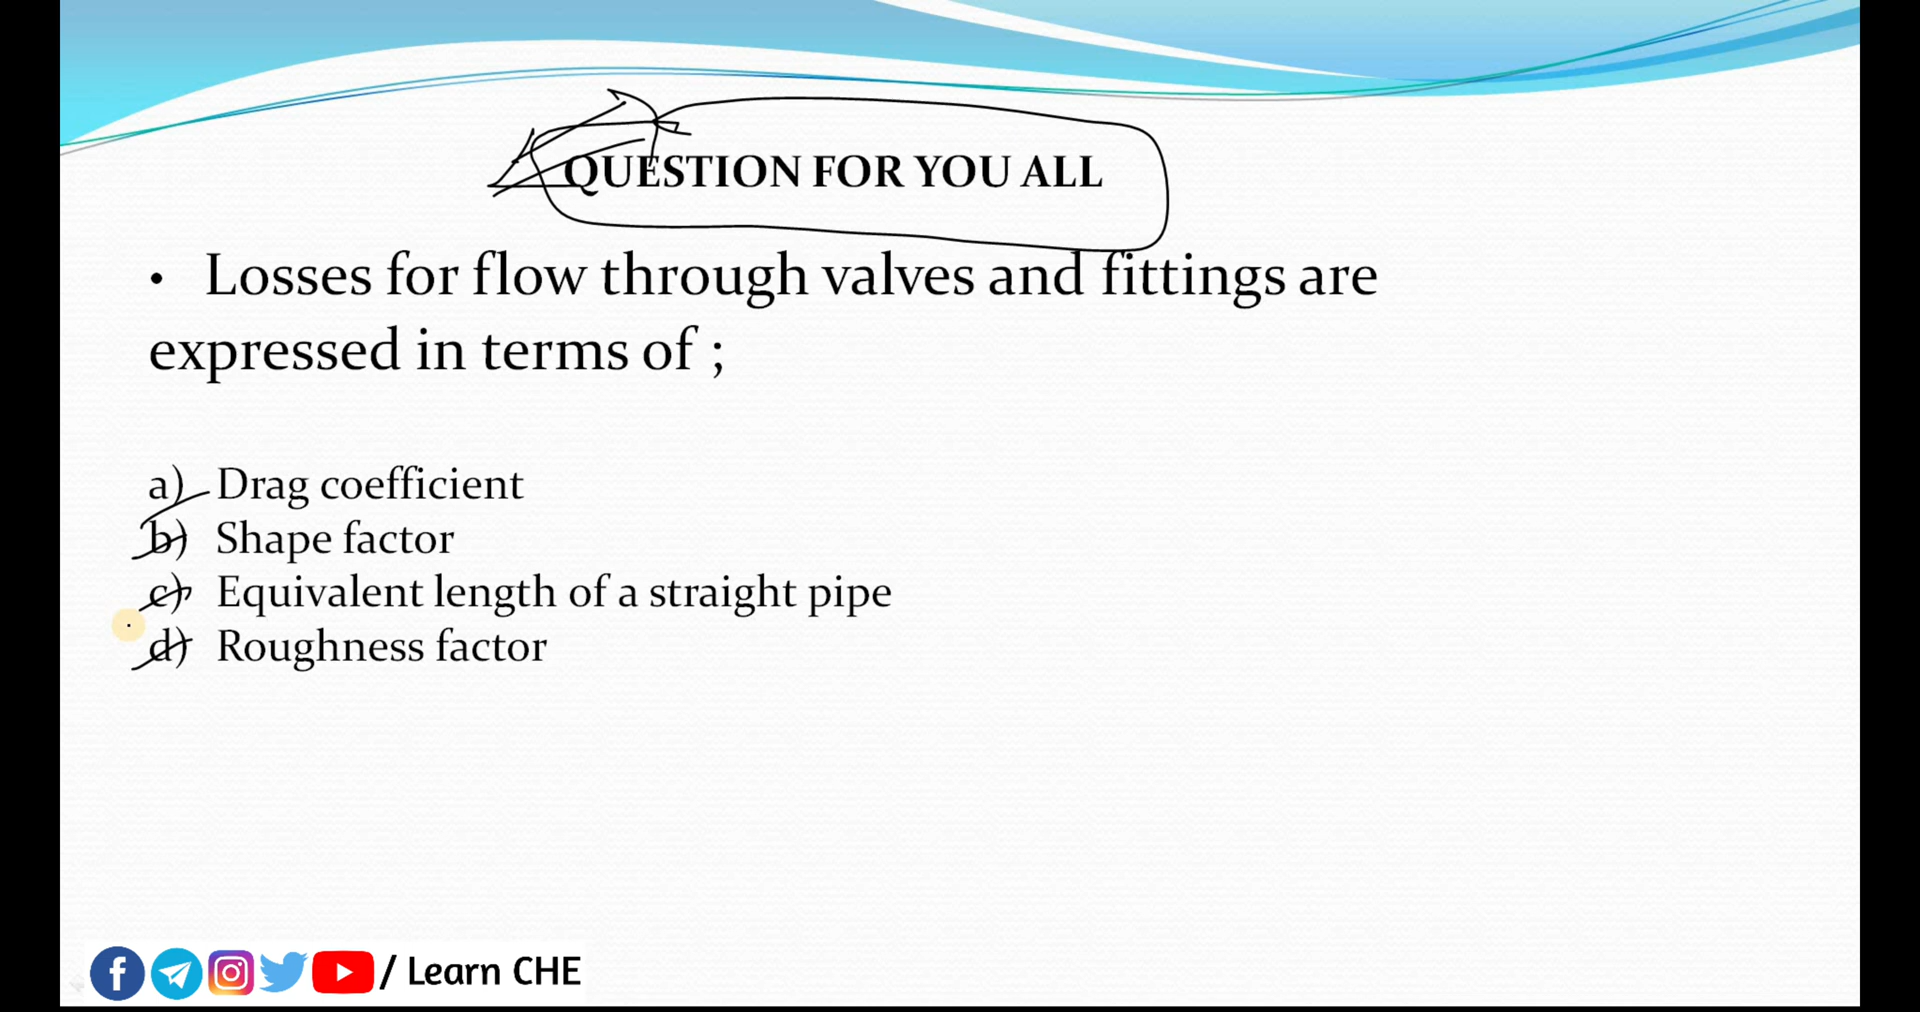 QUESTION FOR YOU ALL
• Losses for flow through valves and fittings are
expressed in terms of ;
a) Drag coefficient
b) Shape factor
c) Equivalent length of a straight pipe
d) Roughness factor
/ Learn CHE